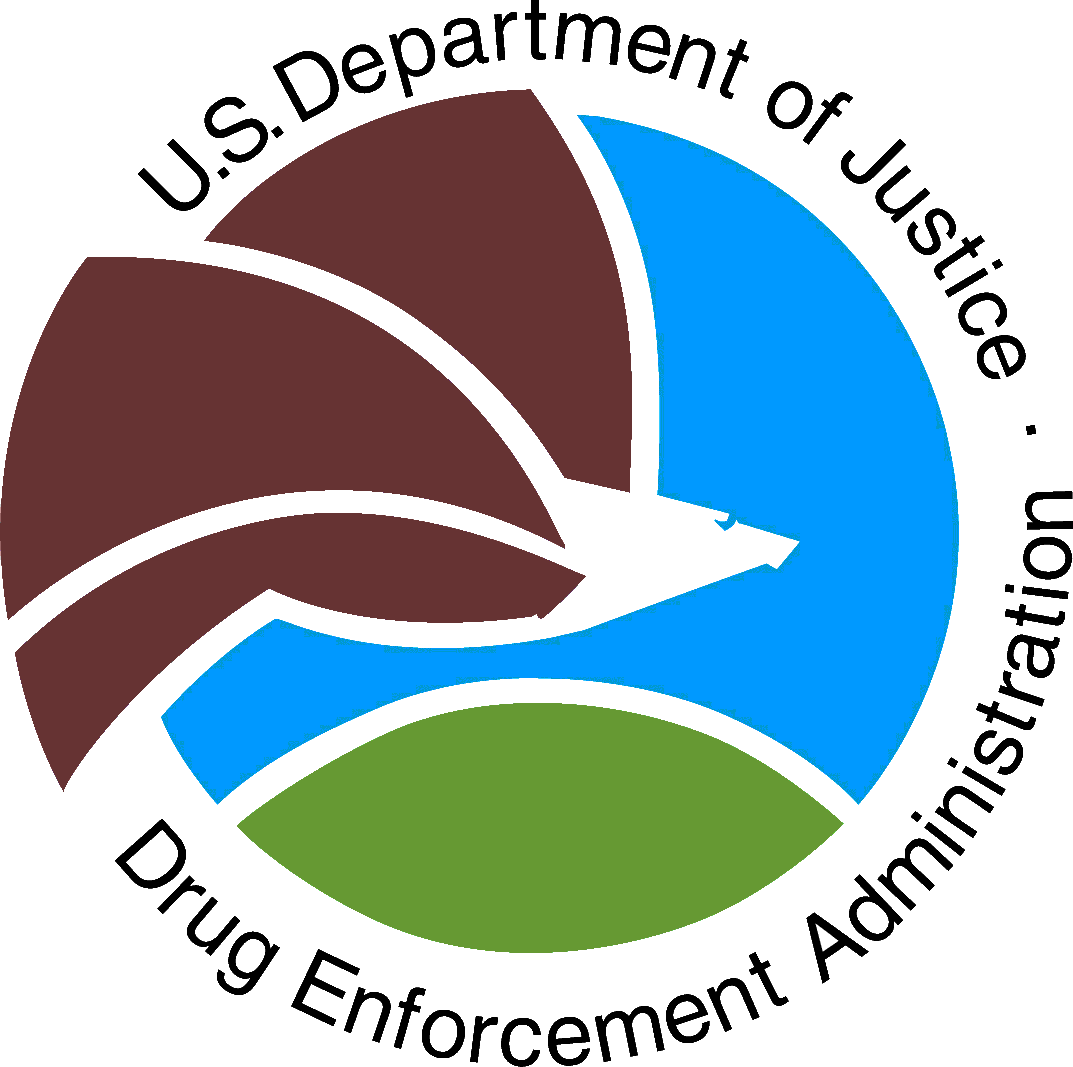 U.S. Department of Justice ·
Drug Enforcement Administration